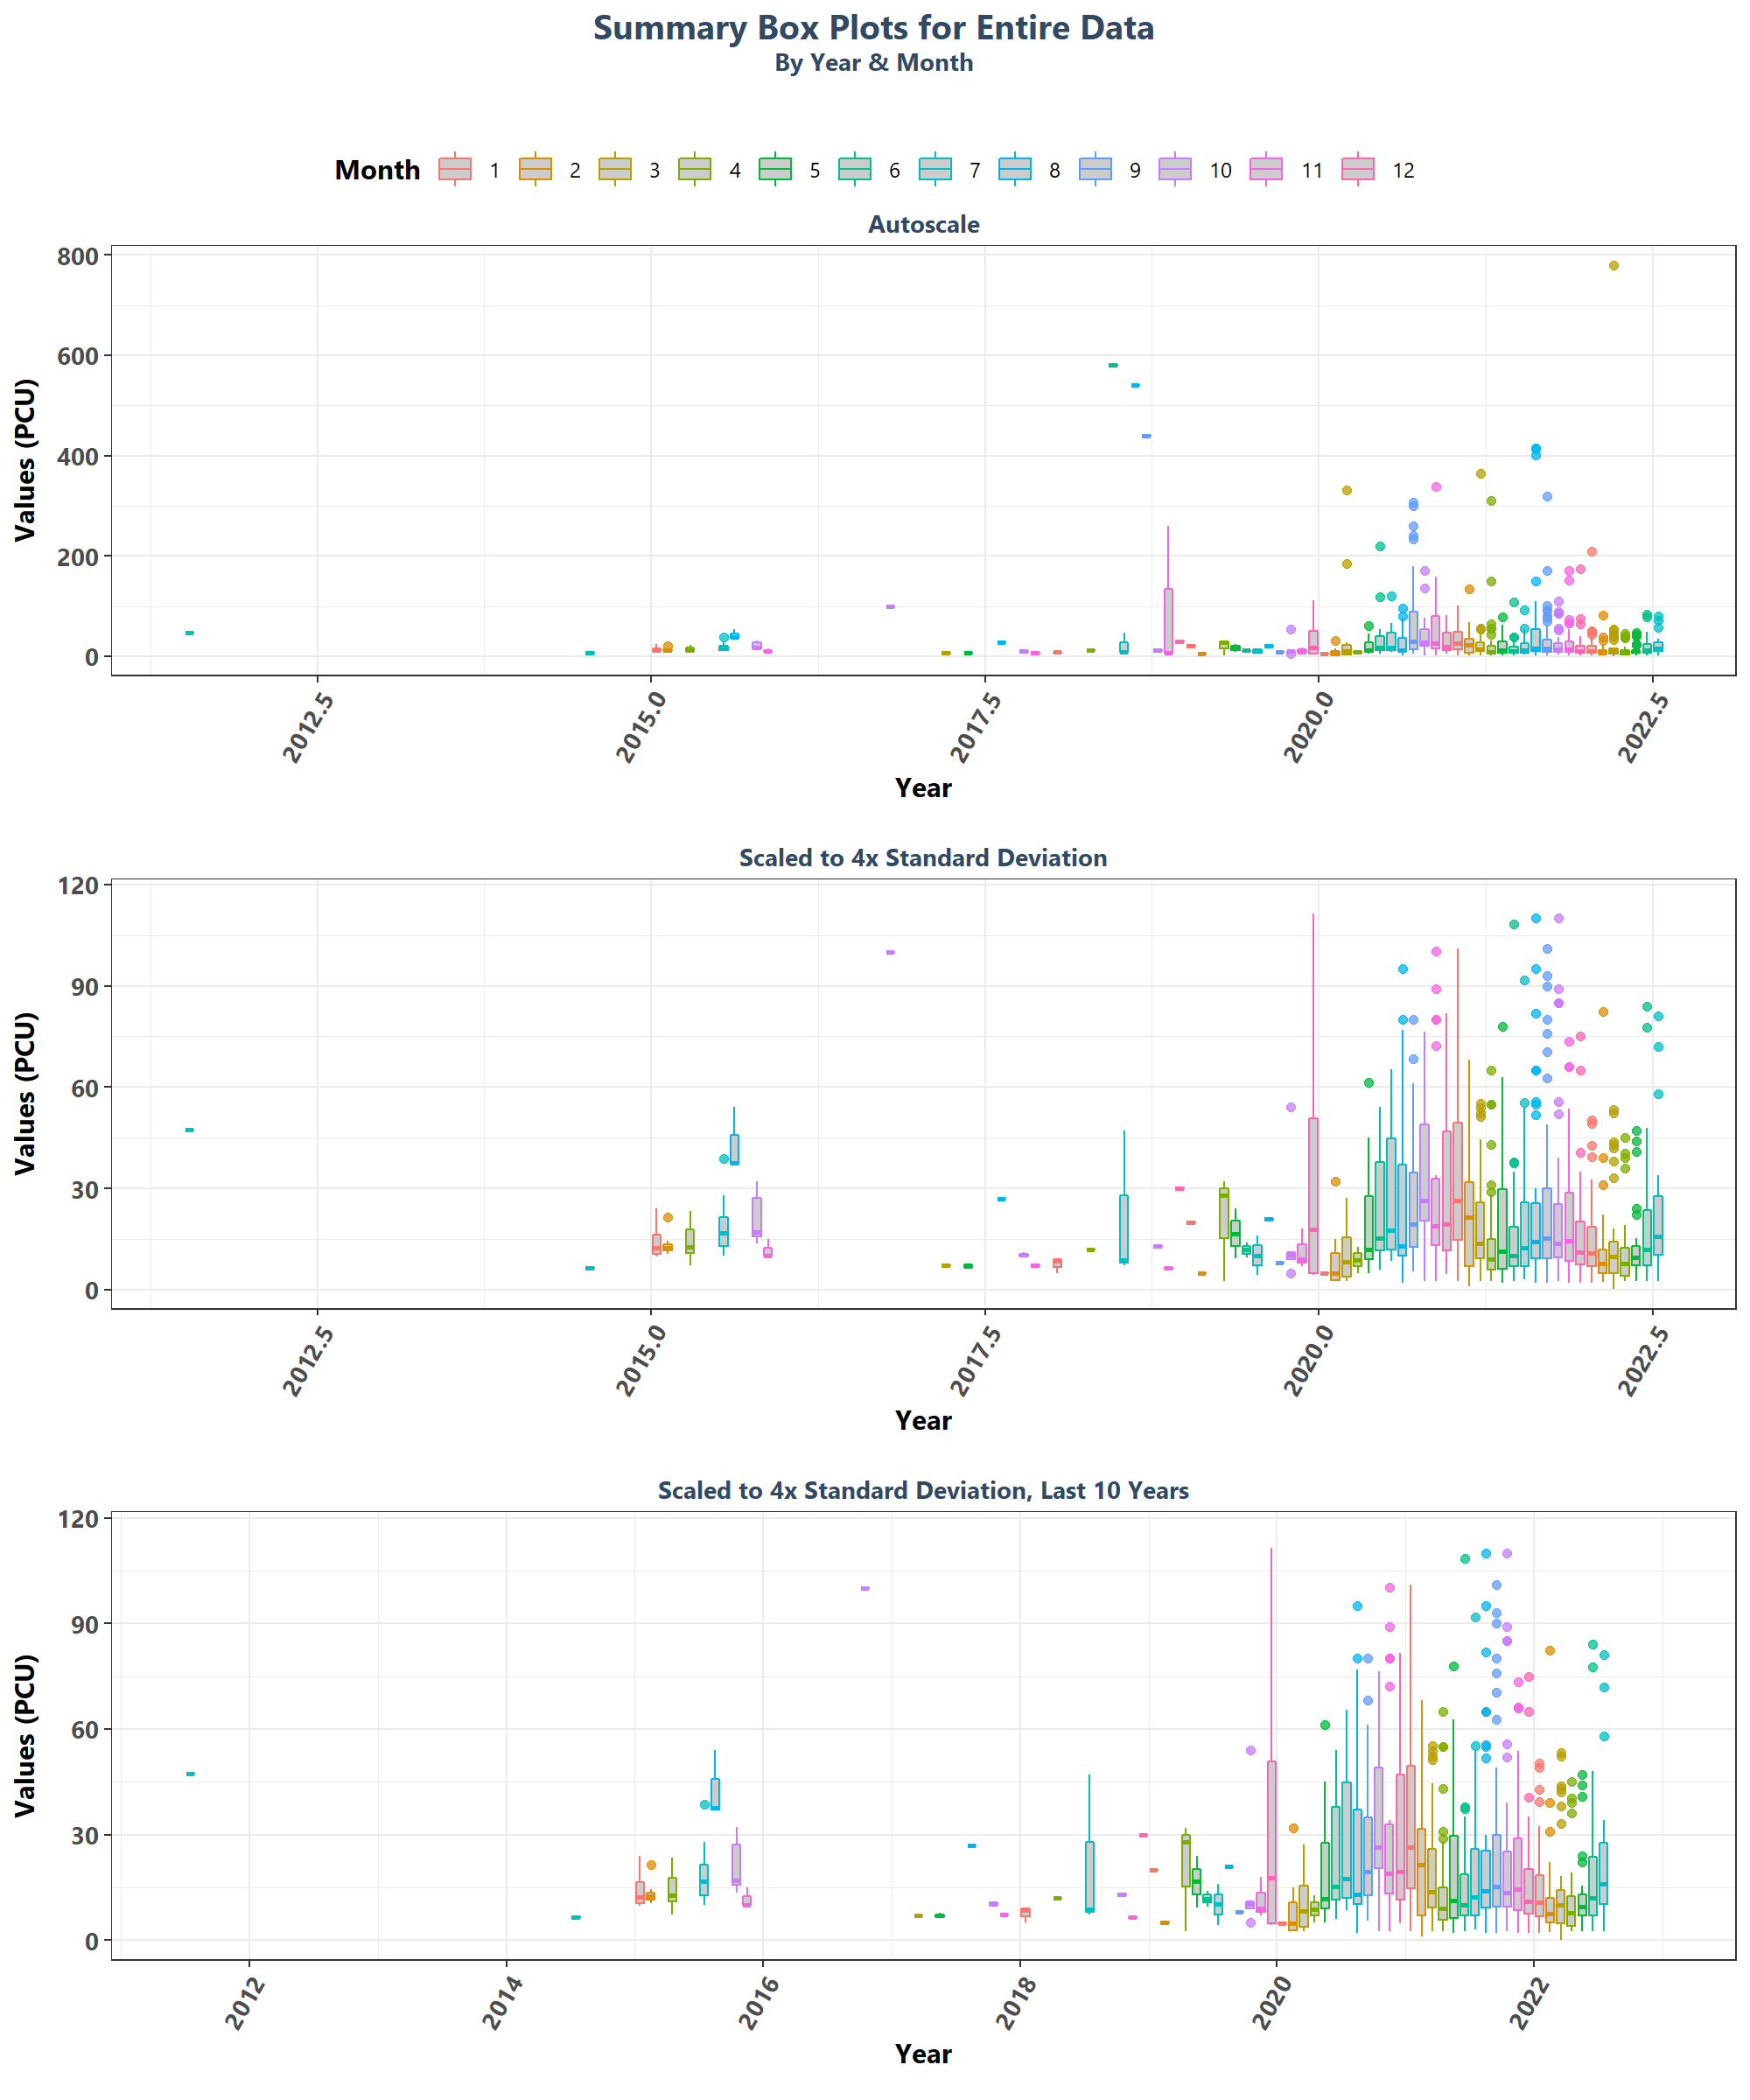 Summary Box Plots for Entire Data
By Year & Month
Month 1 2 3 4 5 6 7 8 9 10 11 12
Autoscale
Values (PCU)
800
600
400
200
0
2012.5 2015.0 2017.5 2020.0 2022.5
Year
Scaled to 4x Standard Deviation
Values (PCU)
120
90
60
30
0
2012.5 2015.0 2017.5 2020.0 2022.5
Year
Scaled to 4x Standard Deviation, Last 10 Years
Values (PCU)
120
90
60
30
0
2012 2014 2016 2018 2020 2022
Year